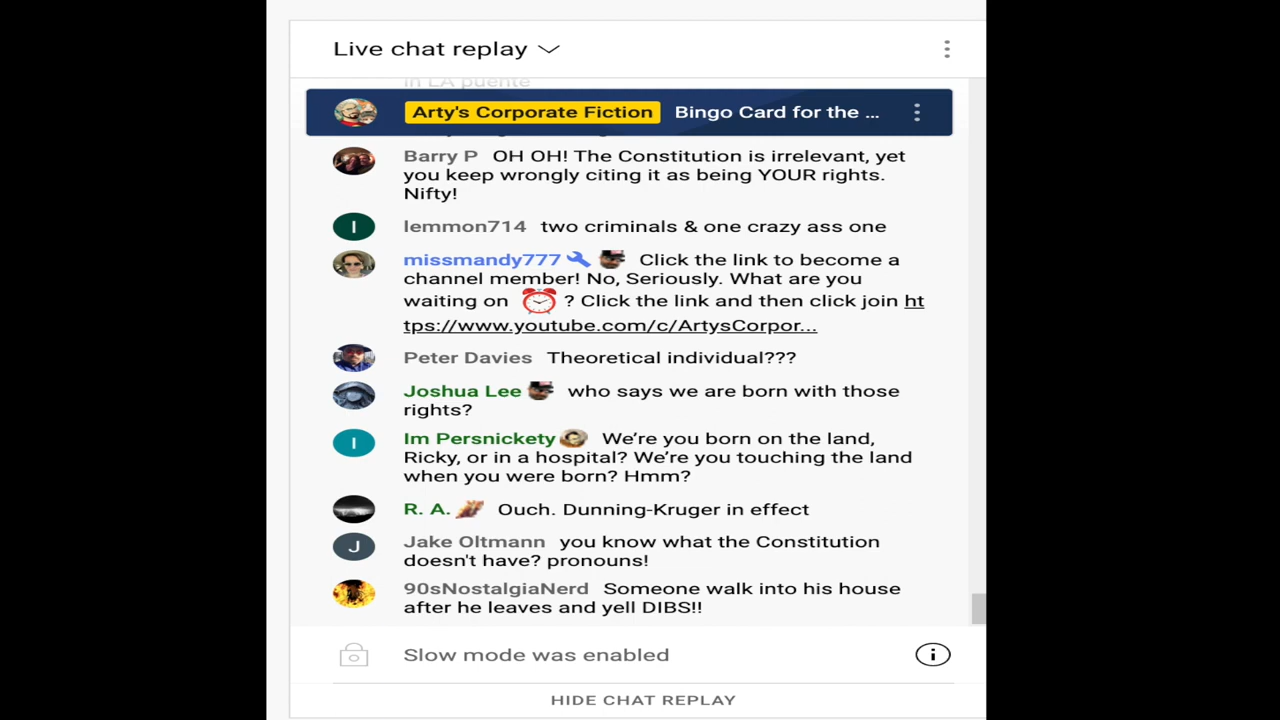 Live chat replay
in LA puente
Arty's Corporate Fiction Bingo Card for the ...
Barry P OH OH! The Constitution is irrelevant, yet
you keep wrongly citing it as being YOUR rights.
Nifty!
I lemmon714 two criminals & one crazy ass one
missmandy777 Click the link to become a
channel member! No, Seriously. What are you
waiting on ⏰ ? Click the link and then click join ht
tps://www.youtube.com/c/ArtysCorpor...
Peter Davies Theoretical individual???
Joshua Lee who says we are born with those
rights?
I Im Persnickety We’re you born on the land,
Ricky, or in a hospital? We’re you touching the land
when you were born? Hmm?
R. A. Ouch. Dunning-Kruger in effect
J Jake Oltmann you know what the Constitution
doesn't have? pronouns!
90sNostalgiaNerd Someone walk into his house
after he leaves and yell DIBS!!
Slow mode was enabled
HIDE CHAT REPLAY